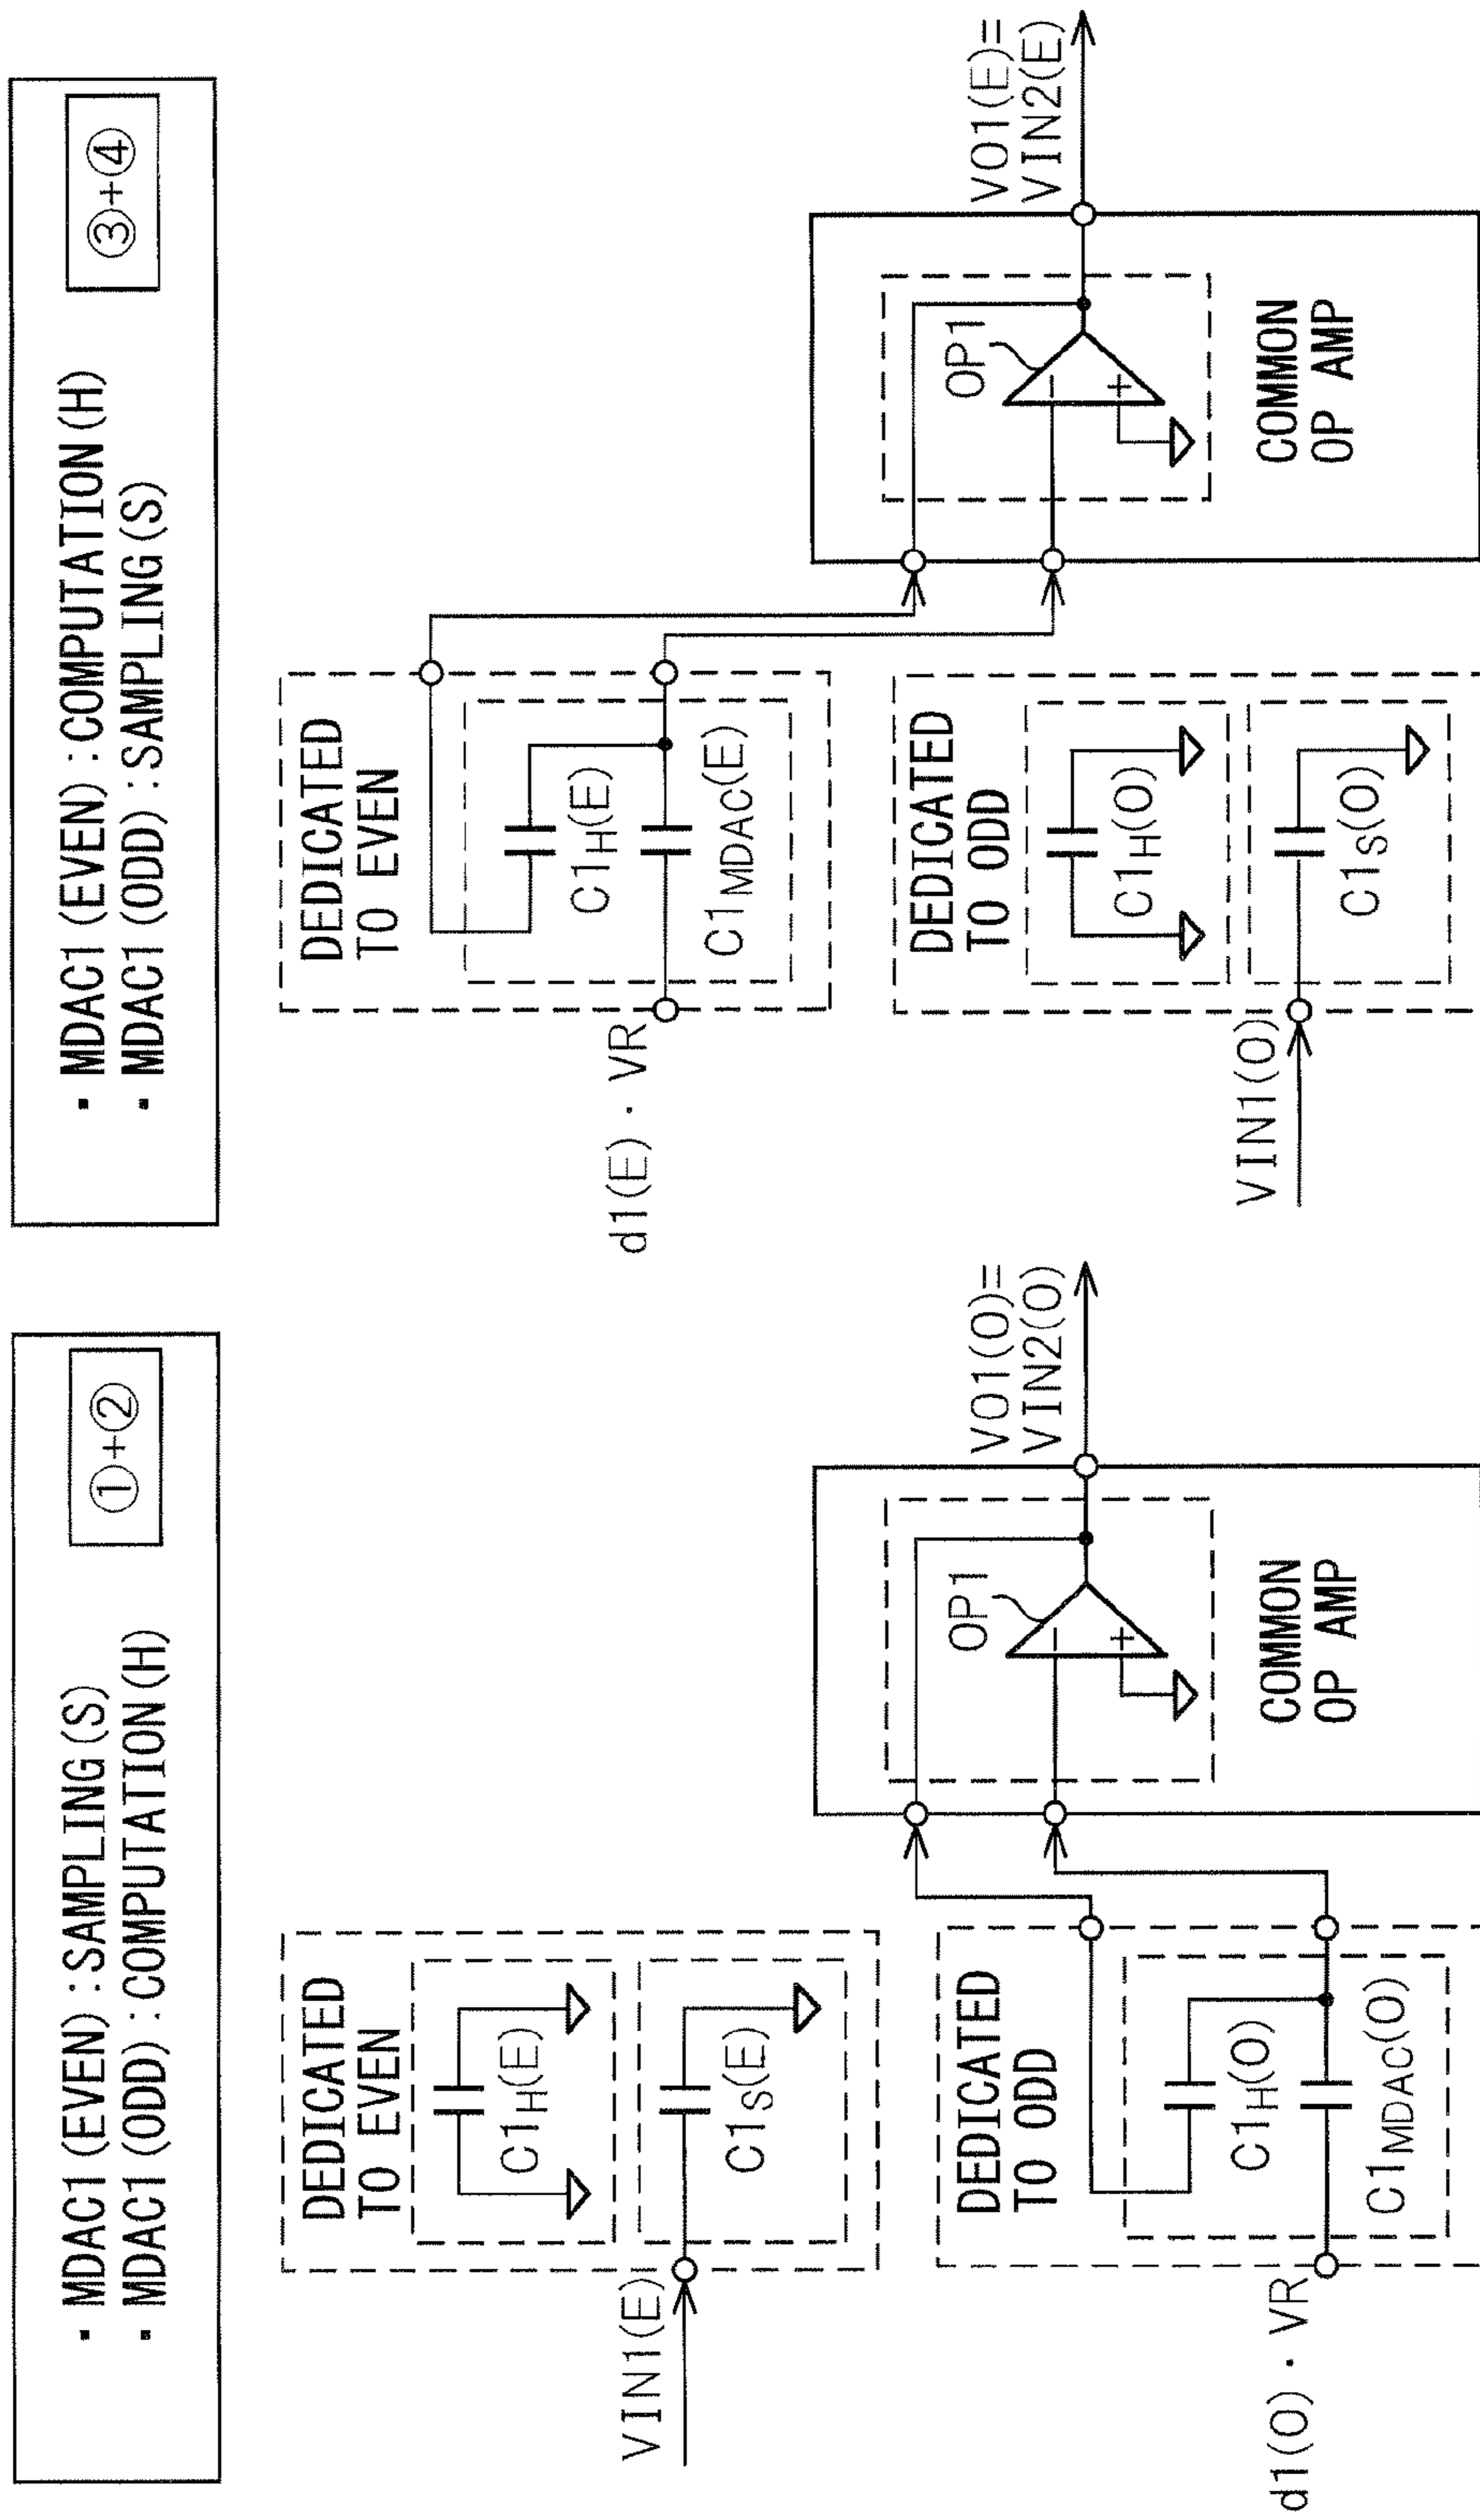 ・MDAC1(EVEN):SAMPLING(S)
・MDAC1(ODD):COMPUTATION(H)
①+②
DEDICATED
TO EVEN
C1H(E)
VIN1(E)
C1S(E)
DEDICATED
TO ODD
C1H(O)
d1(O)・VR
C1MDAC(O)
OP1
−
+
COMMON
OP AMP
VO1(O)=
VIN2(O)
・MDAC1(EVEN):COMPUTATION(H)
・MDAC1(ODD):SAMPLING(S)
③+④
DEDICATED
TO EVEN
C1H(E)
d1(E)・VR
C1MDAC(E)
DEDICATED
TO ODD
C1H(O)
VIN1(O)
C1S(O)
OP1
−
+
COMMON
OP AMP
VO1(E)=
VIN2(E)